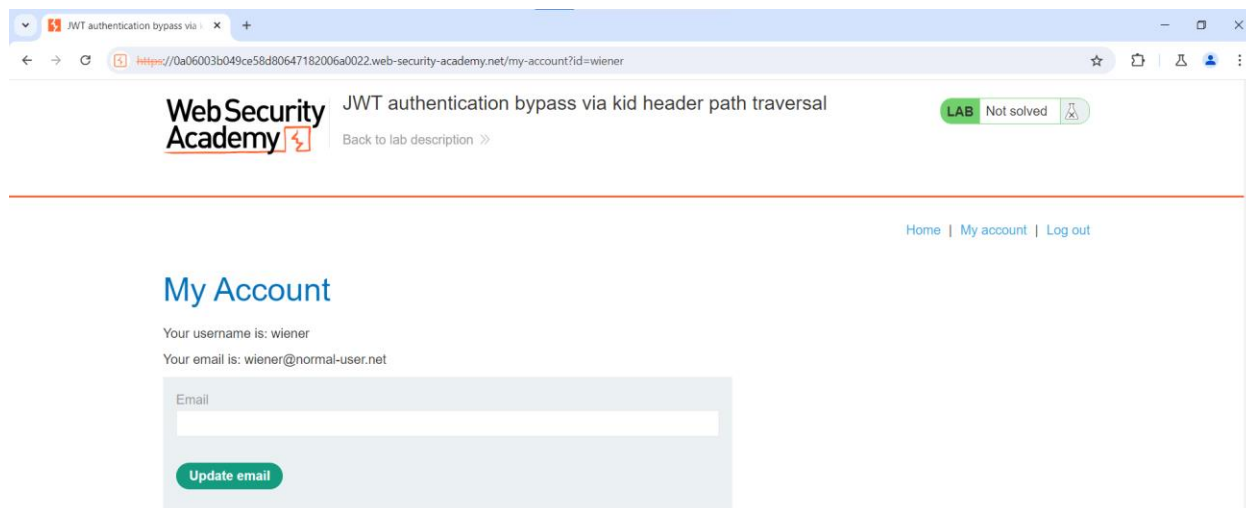 JWT authentication bypass via
https://0a06003b049ce58d80647182006a0022.web-security-academy.net/my-account?id=wiener
Web Security
Academy
JWT authentication bypass via kid header path traversal
Back to lab description
LAB Not solved
Home | My account | Log out
My Account
Your username is: wiener
Your email is: wiener@normal-user.net
Email
Update email